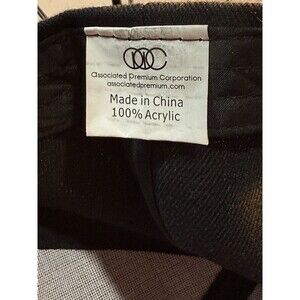 associated Premium Corporation
associatedpremium.com
Made in China
100% Acrylic